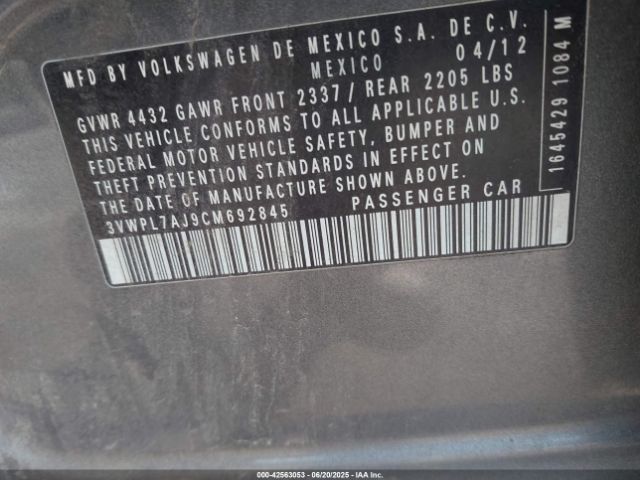 MFD BY VOLKSWAGEN DE MEXICO S.A. DE C.V.
MEXICO 04/12
GVWR 4432 GAWR FRONT 2337/ REAR 2205 LBS
THIS VEHICLE CONFORMS TO ALL APPLICABLE U.S.
FEDERAL MOTOR VEHICLE SAFETY, BUMPER AND
THEFT PREVENTION STANDARDS IN EFFECT ON
THE DATE OF MANUFACTURE SHOWN ABOVE.
3VWPL7AJ9CM692845 PASSENGER CAR
1645429 1084 M
000-42563053 - 06/20/2025 - IAAI.com